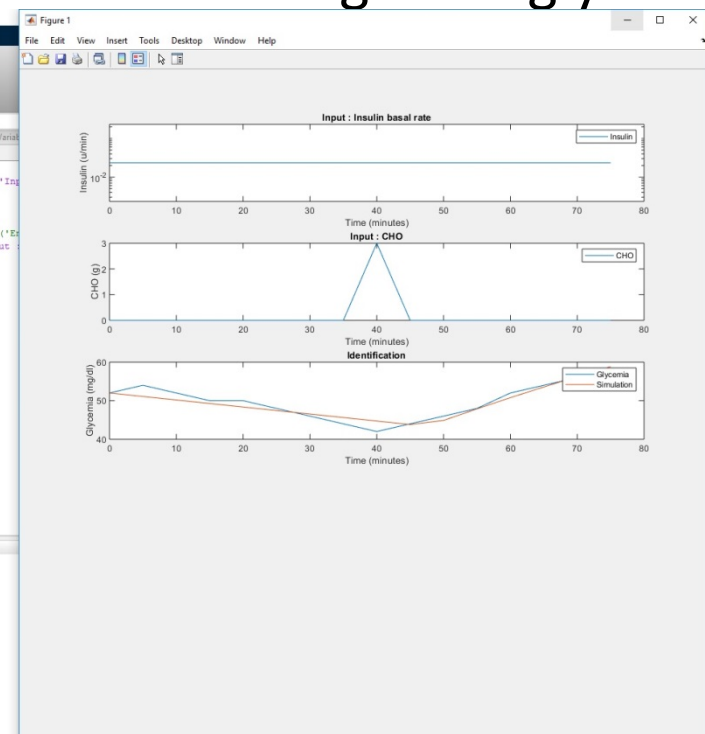 Figure 1
File Edit View Insert Tools Desktop Window Help
Input : Insulin basal rate
Insulin
Insulin (u/min)
10-2
0 10 20 30 40 50 60 70 80
Time (minutes)
Input : CHO
CHO
CHO (g)
3
2
1
0
0 10 20 30 40 50 60 70 80
Time (minutes)
Identification
Glycemia
Simulation
Glycemia (mg/dl)
60
50
40
0 10 20 30 40 50 60 70 80
Time (minutes)